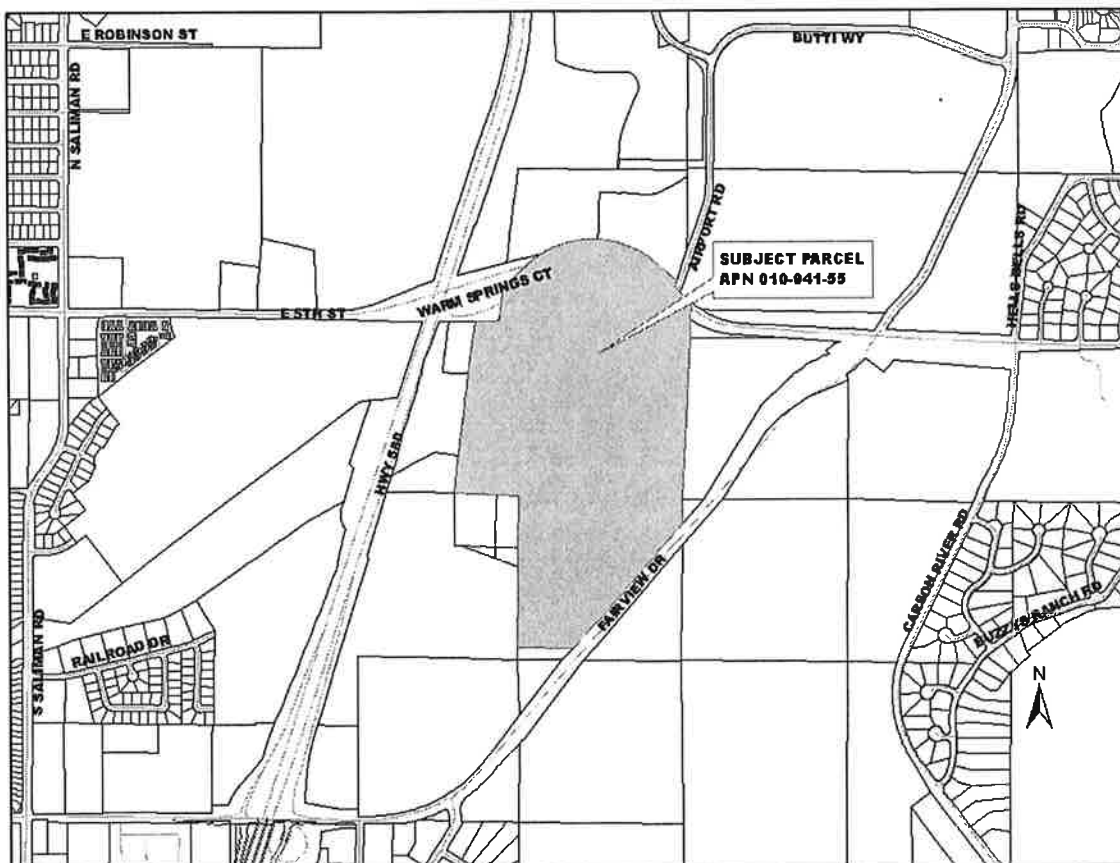 E ROBINSON ST
BUTTI WY
N SALIMAN RD
AIRPORT RD
HELLS BELLS RD
SUBJECT PARCEL
APN 010-041-55
WARM SPRINGS CT
E 5TH ST
HWY 580
FAIRVIEW DR
CARSON RIVER RD
BUZZYS RANCH RD
RAILROAD DR
S SALIMAN RD
N